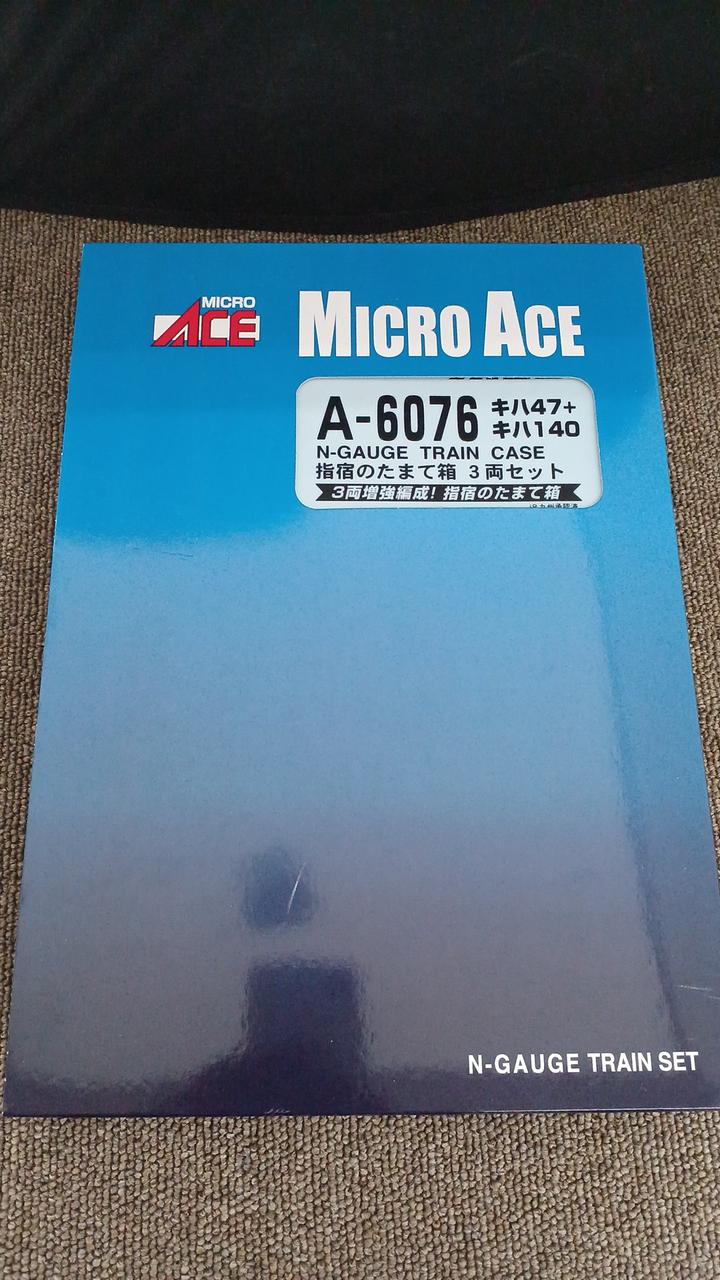 MICRO
ACE
MICRO ACE
A-6076
キハ47+
キハ140
N-GAUGE TRAIN CASE
指宿のたまて箱 3両セット
3両増強編成! 指宿のたまて箱
N-GAUGE TRAIN SET